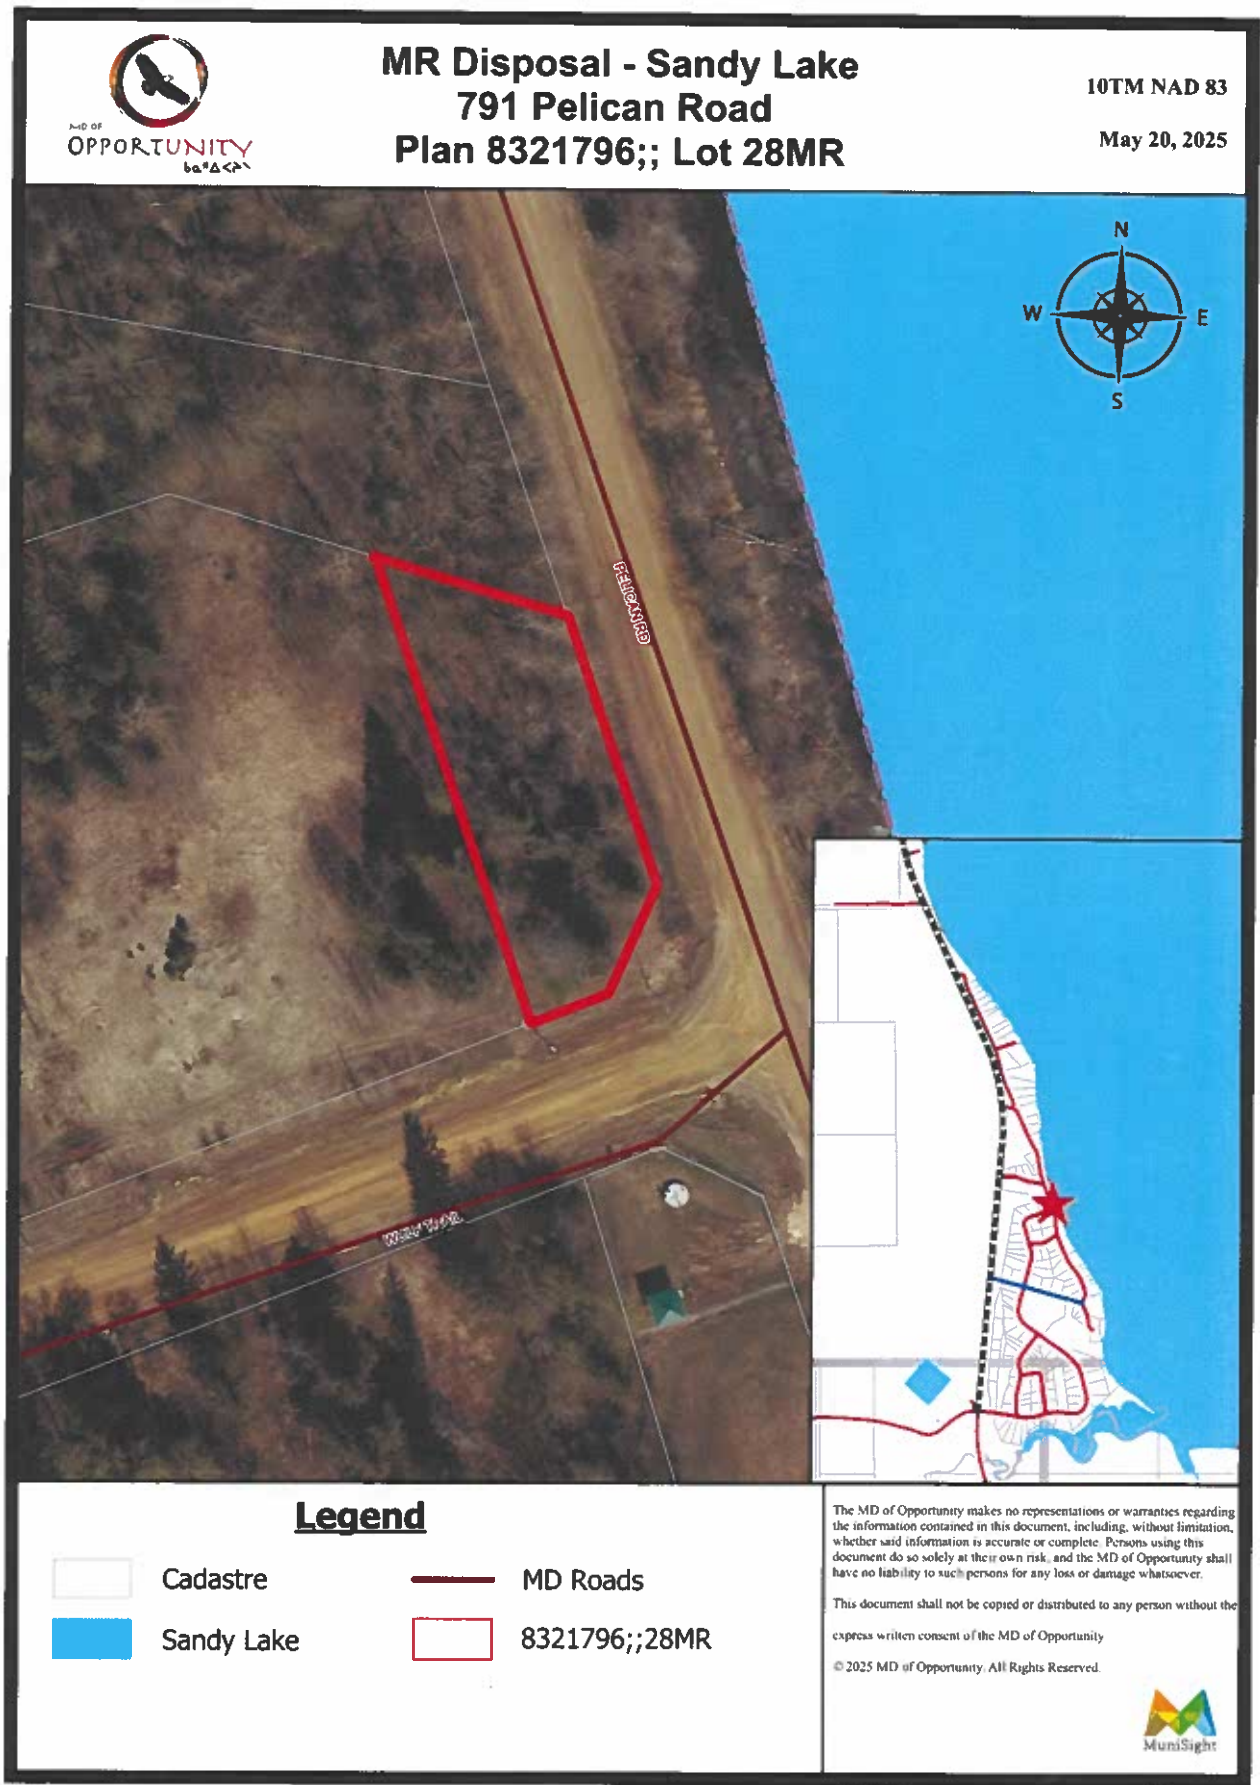 MD OF
OPPORTUNITY
MR Disposal - Sandy Lake
791 Pelican Road
Plan 8321796;; Lot 28MR
10TM NAD 83
May 20, 2025
N
W
E
S
PELICAN RD
WOLF TRAIL
Legend
Cadastre
MD Roads
Sandy Lake
8321796;;28MR
The MD of Opportunity makes no representations or warranties regarding
the information contained in this document, including, without limitation,
whether said information is accurate or complete. Persons using this
document do so solely at their own risk, and the MD of Opportunity shall
have no liability to such persons for any loss or damage whatsoever.
This document shall not be copied or distributed to any person without the
express written consent of the MD of Opportunity
© 2025 MD of Opportunity. All Rights Reserved.
MuniSight